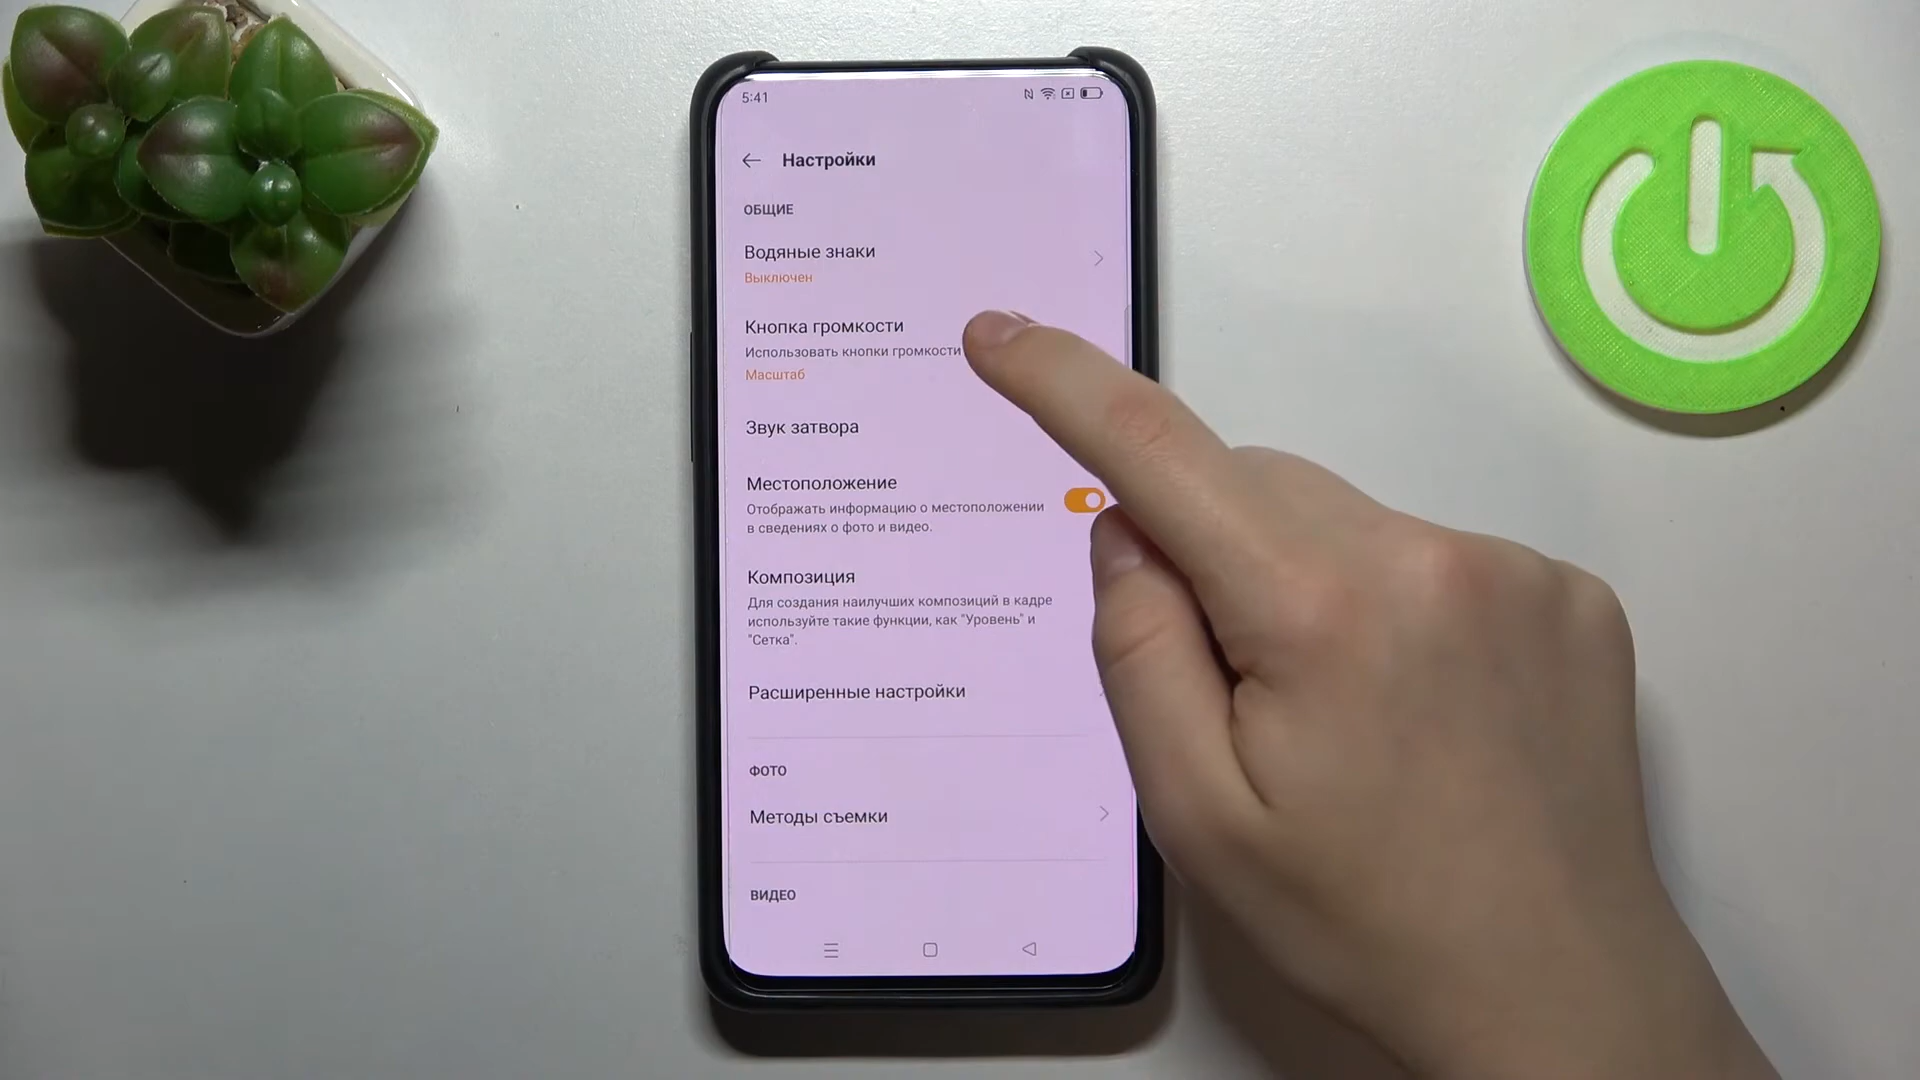 5:41
Настройки
ОБЩИЕ
Водяные знаки
Выключен
Кнопка громкости
Использовать кнопки громкости
Масштаб
Звук затвора
Местоположение
Отображать информацию о местоположении
в сведениях о фото и видео.
Композиция
Для создания наилучших композиций в кадре
используйте такие функции, как "Уровень" и
"Сетка".
Расширенные настройки
ФОТО
Методы съемки
ВИДЕО